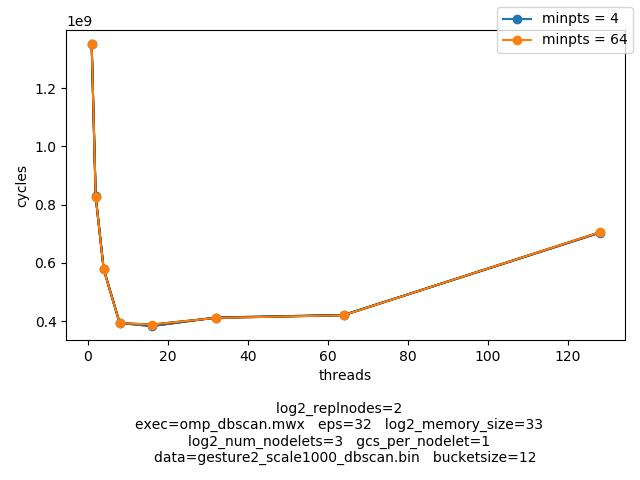 1e9
minpts = 4
minpts = 64
1.2
1.0
0.8
0.6
0.4
cycles
0 20 40 60 80 100 120
threads
log2_replnodes=2
exec=omp_dbscan.mwx eps=32 log2_memory_size=33
log2_num_nodelets=3 gcs_per_nodelet=1
data=gesture2_scale1000_dbscan.bin bucketsize=12